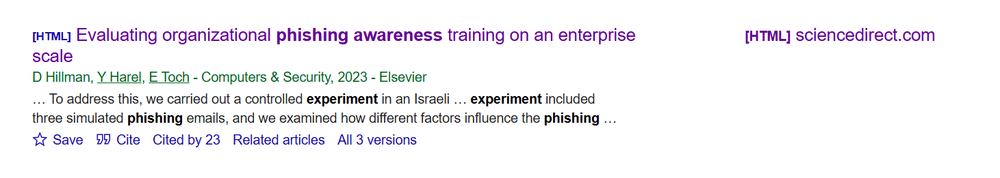 [HTML] Evaluating organizational phishing awareness training on an enterprise
scale
[HTML] sciencedirect.com
D Hillman, Y Harel, E Toch - Computers & Security, 2023 - Elsevier
… To address this, we carried out a controlled experiment in an Israeli … experiment included
three simulated phishing emails, and we examined how different factors influence the phishing …
Save Cite Cited by 23 Related articles All 3 versions